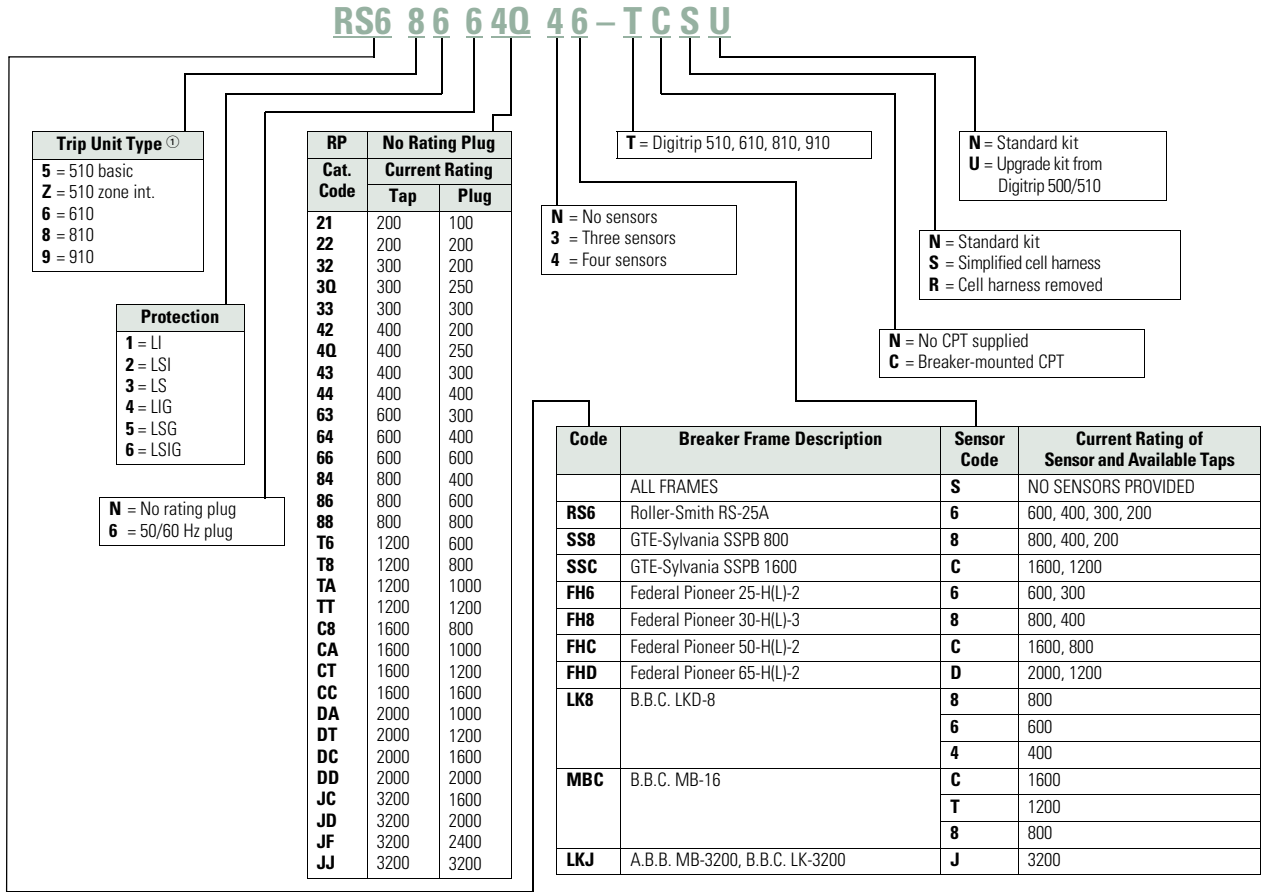 RS6 8 6 6 4Q 4 6 – T C S U
Trip Unit Type ①
5 = 510 basic
Z = 510 zone int.
6 = 610
8 = 810
9 = 910
Protection
1 = LI
2 = LSI
3 = LS
4 = LIG
5 = LSG
6 = LSIG
N = No rating plug
6 = 50/60 Hz plug
RP No Rating Plug
Cat. Code Current Rating
Tap Plug
21 200 100
22 200 200
32 300 200
3Q 300 250
33 300 300
42 400 200
4Q 400 250
43 400 300
44 400 400
63 600 300
64 600 400
66 600 600
84 800 400
86 800 600
88 800 800
T6 1200 600
T8 1200 800
TA 1200 1000
TT 1200 1200
C8 1600 800
CA 1600 1000
CT 1600 1200
CC 1600 1600
DA 2000 1000
DT 2000 1200
DC 2000 1600
DD 2000 2000
JC 3200 1600
JD 3200 2000
JF 3200 2400
JJ 3200 3200
N = No sensors
3 = Three sensors
4 = Four sensors
T = Digitrip 510, 610, 810, 910
N = Standard kit
U = Upgrade kit from
Digitrip 500/510
N = Standard kit
S = Simplified cell harness
R = Cell harness removed
N = No CPT supplied
C = Breaker-mounted CPT
Code Breaker Frame Description Sensor Code Current Rating of Sensor and Available Taps
ALL FRAMES S NO SENSORS PROVIDED
RS6 Roller-Smith RS-25A 6 600, 400, 300, 200
SS8 GTE-Sylvania SSPB 800 8 800, 400, 200
SSC GTE-Sylvania SSPB 1600 C 1600, 1200
FH6 Federal Pioneer 25-H(L)-2 6 600, 300
FH8 Federal Pioneer 30-H(L)-3 8 800, 400
FHC Federal Pioneer 50-H(L)-2 C 1600, 800
FHD Federal Pioneer 65-H(L)-2 D 2000, 1200
LK8 B.B.C. LKD-8 8 800
6 600
4 400
MBC B.B.C. MB-16 C 1600
T 1200
8 800
LKJ A.B.B. MB-3200, B.B.C. LK-3200 J 3200